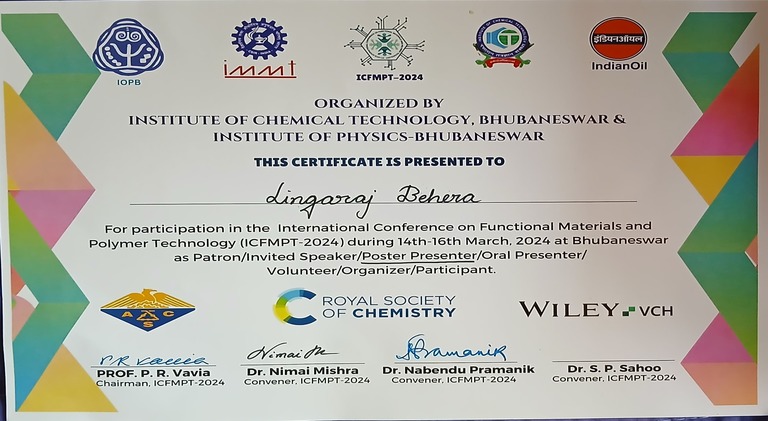 IOPB
immt
ICFMPT-2024
इंडियनऑयल
IndianOil
ORGANIZED BY
INSTITUTE OF CHEMICAL TECHNOLOGY, BHUBANESWAR &
INSTITUTE OF PHYSICS-BHUBANESWAR
THIS CERTIFICATE IS PRESENTED TO
Lingaraj Behera
For participation in the International Conference on Functional Materials and
Polymer Technology (ICFMPT-2024) during 14th-16th March, 2024 at Bhubaneswar
as Patron/Invited Speaker/Poster Presenter/Oral Presenter/
Volunteer/Organizer/Participant.
A C S
ROYAL SOCIETY
OF CHEMISTRY
WILEY VCH
PROF. P. R. Vavia
Chairman, ICFMPT-2024
Dr. Nimai Mishra
Convener, ICFMPT-2024
Dr. Nabendu Pramanik
Convener, ICFMPT-2024
Dr. S. P. Sahoo
Convener, ICFMPT-2024